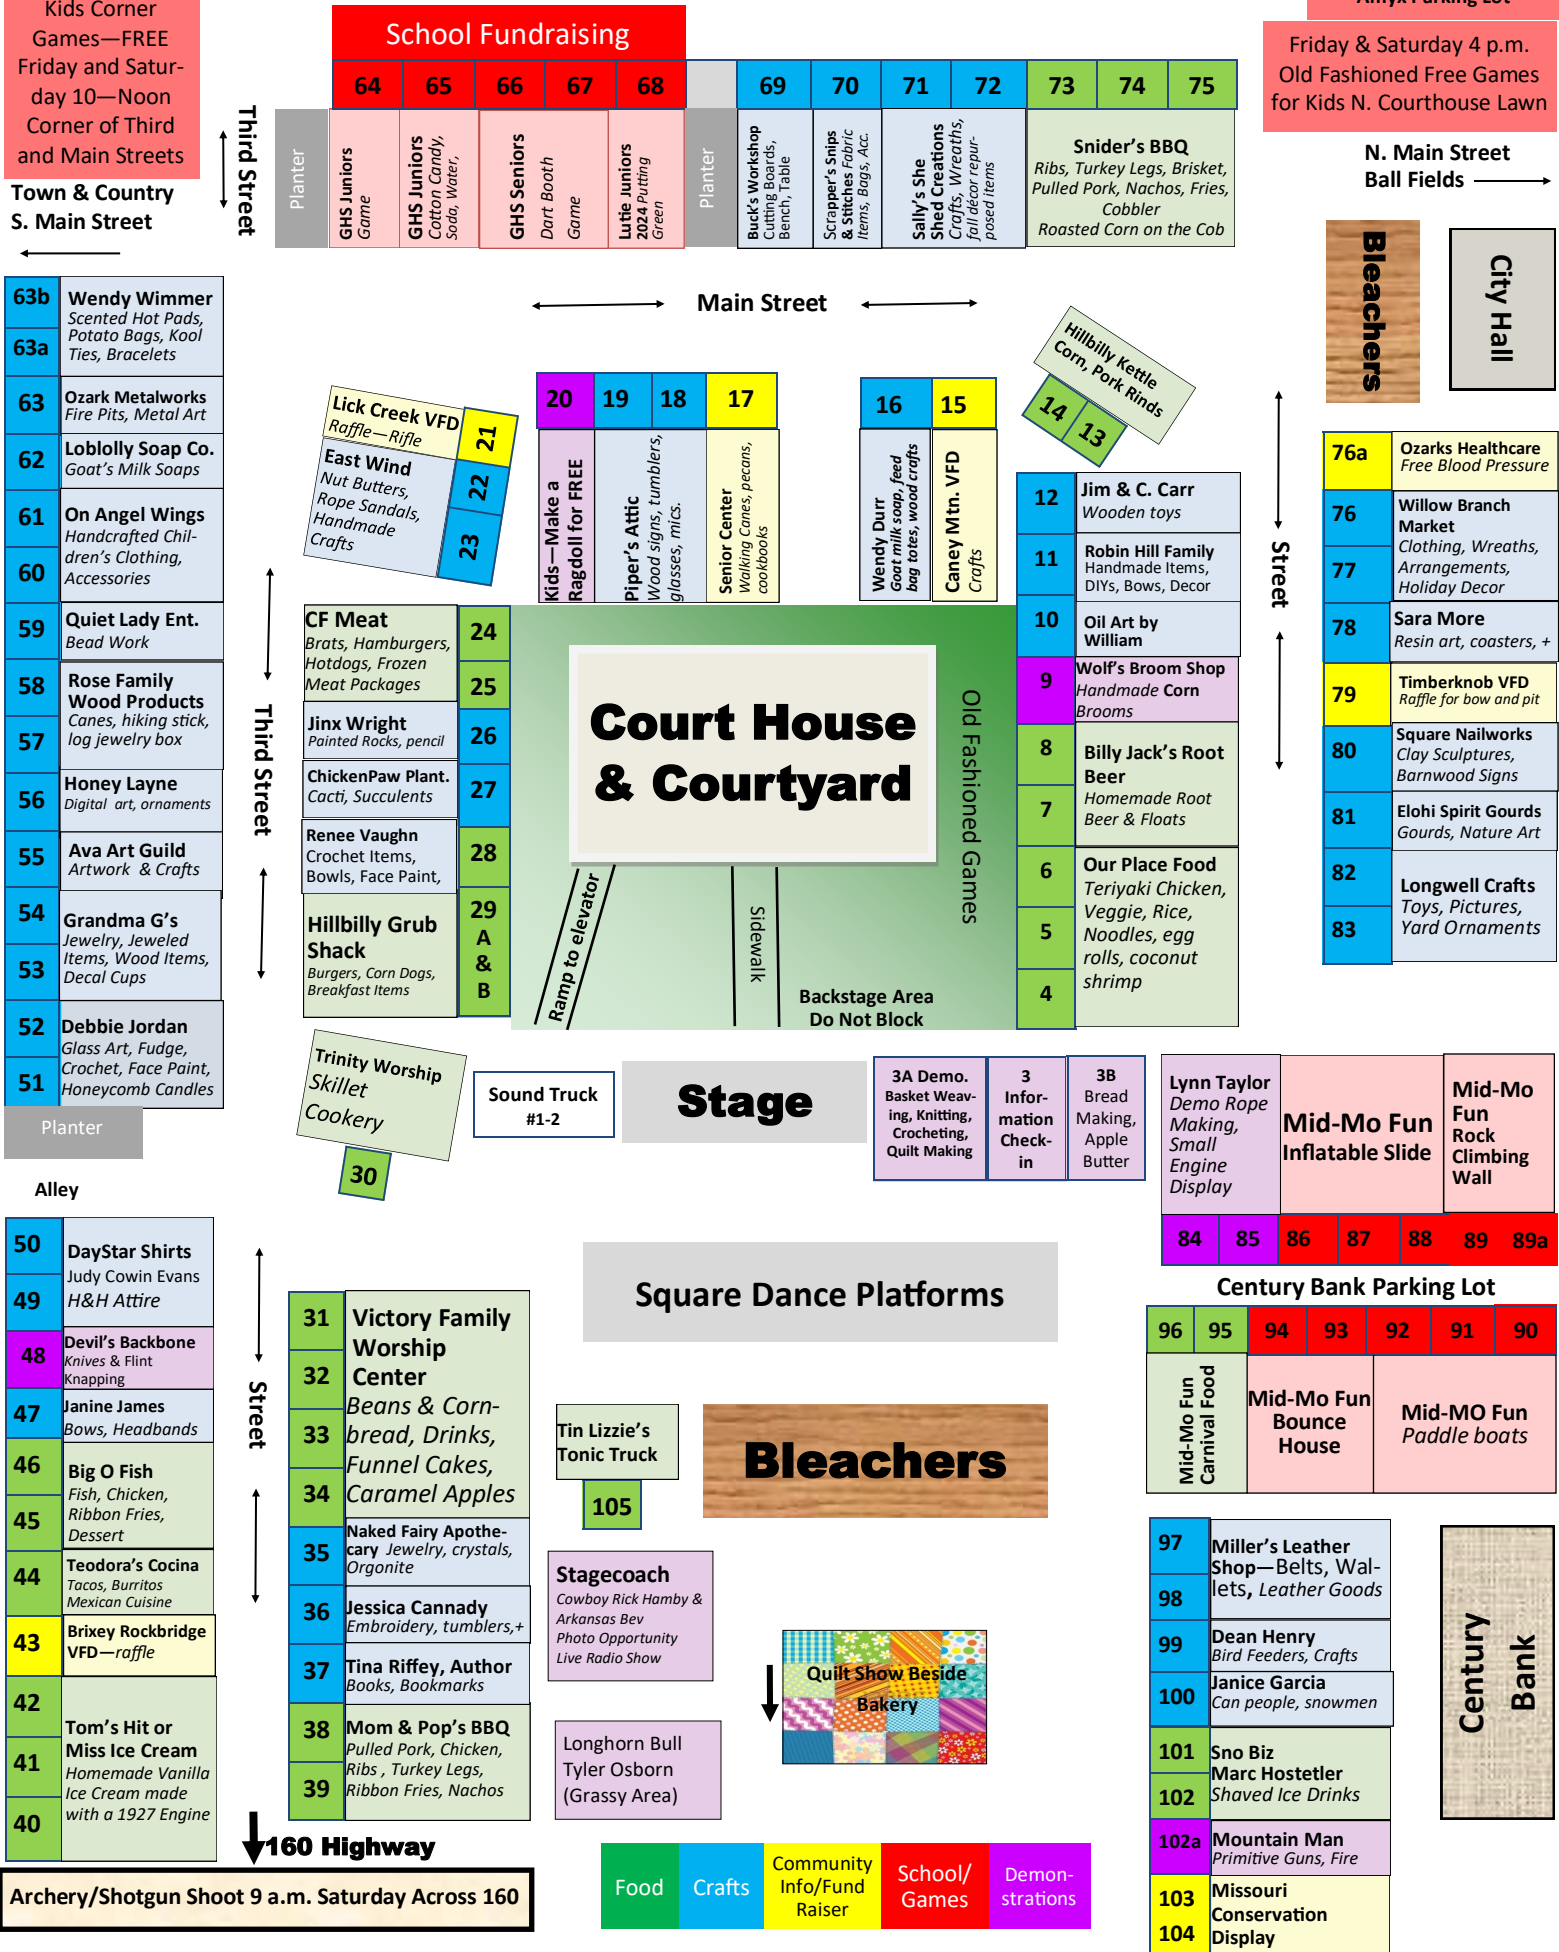 Kids Corner
Games—FREE
Friday and Satur-
day 10—Noon
Corner of Third
and Main Streets
Town & Country
S. Main Street
Third Street
School Fundraising
64
65
66
67
68
69
70
71
72
73
74
75
Planter
GHS Juniors
Game
GHS Juniors
Cotton Candy,
Soda, Water,
GHS Seniors
Dart Booth
Game
Lutie Juniors
2024 Putting
Green
Planter
Buck's Workshop
Cutting Boards,
Bench, Table
Scrapper's Snips
& Stitches Fabric
Items, Bags, Acc.
Sally's She
Shed Creations
Crafts, Wreaths,
fall décor repur-
posed items
Snider's BBQ
Ribs, Turkey Legs, Brisket,
Pulled Pork, Nachos, Fries,
Cobbler
Roasted Corn on the Cob
Amyx Parking Lot
Friday & Saturday 4 p.m.
Old Fashioned Free Games
for Kids N. Courthouse Lawn
N. Main Street
Ball Fields
Bleachers
City Hall
Main Street
63b
63a
Wendy Wimmer
Scented Hot Pads,
Potato Bags, Kool
Ties, Bracelets
63
Ozark Metalworks
Fire Pits, Metal Art
62
Loblolly Soap Co.
Goat's Milk Soaps
61
60
On Angel Wings
Handcrafted Chil-
dren's Clothing,
Accessories
59
Quiet Lady Ent.
Bead Work
58
57
Rose Family
Wood Products
Canes, hiking stick,
log jewelry box
56
Honey Layne
Digital art, ornaments
55
Ava Art Guild
Artwork & Crafts
54
53
Grandma G's
Jewelry, Jeweled
Items, Wood Items,
Decal Cups
52
51
Debbie Jordan
Glass Art, Fudge,
Crochet, Face Paint,
Honeycomb Candles
Planter
Alley
Third Street
Lick Creek VFD
Raffle—Rifle
21
East Wind
Nut Butters,
Rope Sandals,
Handmade
Crafts
22
23
20
19
18
17
Kids—Make a
Ragdoll for FREE
Piper's Attic
Wood signs, tumblers,
glasses, mics.
Senior Center
Walking Canes, pecans,
cookbooks
16
15
Wendy Durr
Goat milk soap, feed
bag totes, wood crafts
Caney Mtn. VFD
Crafts
Hillbilly Kettle
Corn, Pork Rinds
14
13
12
Jim & C. Carr
Wooden toys
11
Robin Hill Family
Handmade Items,
DIYs, Bows, Decor
10
Oil Art by
William
9
Wolf's Broom Shop
Handmade Corn
Brooms
8
7
Billy Jack's Root
Beer
Homemade Root
Beer & Floats
6
5
4
Our Place Food
Teriyaki Chicken,
Veggie, Rice,
Noodles, egg
rolls, coconut
shrimp
Street
76a
Ozarks Healthcare
Free Blood Pressure
76
77
Willow Branch
Market
Clothing, Wreaths,
Arrangements,
Holiday Decor
78
Sara More
Resin art, coasters, +
79
Timberknob VFD
Raffle for bow and pit
80
Square Nailworks
Clay Sculptures,
Barnwood Signs
81
Elohi Spirit Gourds
Gourds, Nature Art
82
83
Longwell Crafts
Toys, Pictures,
Yard Ornaments
CF Meat
Brats, Hamburgers,
Hotdogs, Frozen
Meat Packages
24
25
Jinx Wright
Painted Rocks, pencil
26
ChickenPaw Plant.
Cacti, Succulents
27
Renee Vaughn
Crochet Items,
Bowls, Face Paint,
28
Hillbilly Grub
Shack
Burgers, Corn Dogs,
Breakfast Items
29
A
&
B
Court House
& Courtyard
Old Fashioned Games
Ramp to elevator
Sidewalk
Backstage Area
Do Not Block
Trinity Worship
Skillet
Cookery
30
Sound Truck
#1-2
Stage
3A Demo.
Basket Weav-
ing, Knitting,
Crocheting,
Quilt Making
3
Infor-
mation
Check-
in
3B
Bread
Making,
Apple
Butter
Lynn Taylor
Demo Rope
Making,
Small
Engine
Display
Mid-Mo Fun
Inflatable Slide
Mid-Mo
Fun
Rock
Climbing
Wall
84
85
86
87
88
89
89a
Century Bank Parking Lot
96
95
94
93
92
91
90
Mid-Mo Fun
Carnival Food
Mid-Mo Fun
Bounce
House
Mid-MO Fun
Paddle boats
50
49
DayStar Shirts
Judy Cowin Evans
H&H Attire
48
Devil's Backbone
Knives & Flint
Knapping
47
Janine James
Bows, Headbands
46
45
Big O Fish
Fish, Chicken,
Ribbon Fries,
Dessert
44
Teodora's Cocina
Tacos, Burritos
Mexican Cuisine
43
Brixey Rockbridge
VFD—raffle
42
41
40
Tom's Hit or
Miss Ice Cream
Homemade Vanilla
Ice Cream made
with a 1927 Engine
Street
31
32
33
34
Victory Family
Worship
Center
Beans & Corn-
bread, Drinks,
Funnel Cakes,
Caramel Apples
35
Naked Fairy Apothe-
cary Jewelry, crystals,
Orgonite
36
Jessica Cannady
Embroidery, tumblers,+
37
Tina Riffey, Author
Books, Bookmarks
38
39
Mom & Pop's BBQ
Pulled Pork, Chicken,
Ribs , Turkey Legs,
Ribbon Fries, Nachos
Square Dance Platforms
Tin Lizzie's
Tonic Truck
105
Bleachers
Stagecoach
Cowboy Rick Hamby &
Arkansas Bev
Photo Opportunity
Live Radio Show
Quilt Show Beside
Bakery
Longhorn Bull
Tyler Osborn
(Grassy Area)
97
98
Miller's Leather
Shop—Belts, Wal-
lets, Leather Goods
99
Dean Henry
Bird Feeders, Crafts
100
Janice Garcia
Can people, snowmen
101
102
Sno Biz
Marc Hostetler
Shaved Ice Drinks
102a
Mountain Man
Primitive Guns, Fire
103
104
Missouri
Conservation
Display
Century
Bank
160 Highway
Archery/Shotgun Shoot 9 a.m. Saturday Across 160
Food
Crafts
Community
Info/Fund
Raiser
School/
Games
Demon-
strations